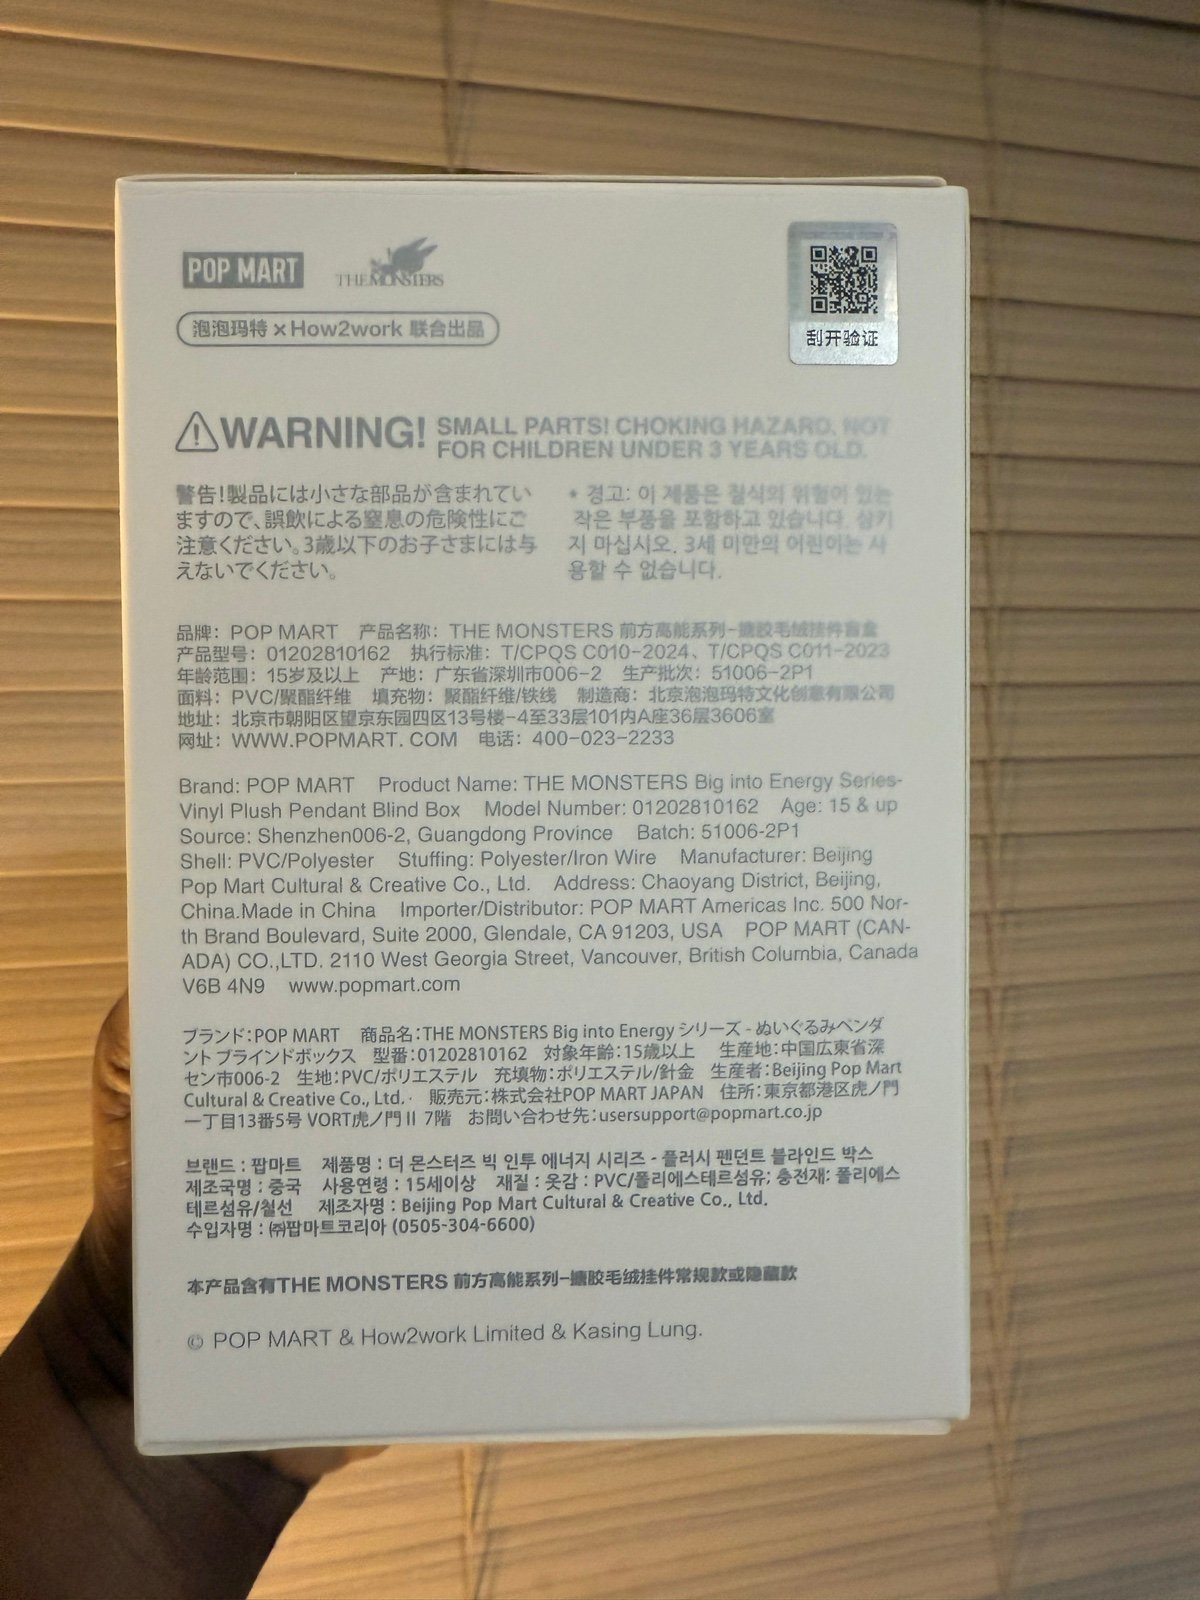 POP MART THE MONSTERS
泡泡玛特×How2work 联合出品
刮开验证
WARNING! SMALL PARTS! CHOKING HAZARD. NOT
FOR CHILDREN UNDER 3 YEARS OLD.
警告!製品には小さな部品が含まれてい
ますので、誤飲による窒息の危険性にご
注意ください。3歳以下のお子さまには与
えないでください。
• 경고: 이 제품은 질식의 위험이 있는
작은 부품을 포함하고 있습니다. 삼키
지 마십시오. 3세 미만의 어린이는 사
용할 수 없습니다.
品牌: POP MART 产品名称: THE MONSTERS 前方高能系列-搪胶毛绒挂件盲盒
产品型号: 01202810162 执行标准: T/CPQS C010-2024、T/CPQS C011-2023
年龄范围: 15岁及以上 产地: 广东省深圳市006-2 生产批次: 51006-2P1
面料: PVC/聚酯纤维 填充物: 聚酯纤维/铁线 制造商: 北京泡泡玛特文化创意有限公司
地址: 北京市朝阳区望京东园四区13号楼-4至33层101内A座36层3606室
网址: WWW.POPMART. COM 电话: 400-023-2233
Brand: POP MART Product Name: THE MONSTERS Big into Energy Series-
Vinyl Plush Pendant Blind Box Model Number: 01202810162 Age: 15 & up
Source: Shenzhen006-2, Guangdong Province Batch: 51006-2P1
Shell: PVC/Polyester Stuffing: Polyester/Iron Wire Manufacturer: Beijing
Pop Mart Cultural & Creative Co., Ltd. Address: Chaoyang District, Beijing,
China.Made in China Importer/Distributor: POP MART Americas Inc. 500 Nor-
th Brand Boulevard, Suite 2000, Glendale, CA 91203, USA POP MART (CAN-
ADA) CO.,LTD. 2110 West Georgia Street, Vancouver, British Columbia, Canada
V6B 4N9 www.popmart.com
ブランド:POP MART 商品名:THE MONSTERS Big into Energy シリーズ - ぬいぐるみペンダ
ント ブラインドボックス 型番:01202810162 対象年齢:15歳以上 生産地:中国広東省深
セン市006-2 生地:PVC/ポリエステル 充填物:ポリエステル/針金 生産者:Beijing Pop Mart
Cultural & Creative Co., Ltd. · 販売元:株式会社POP MART JAPAN 住所:東京都港区虎ノ門
一丁目13番5号 VORT虎ノ門 II 7階 お問い合わせ先:usersupport@popmart.co.jp
브랜드 : 팝마트 제품명 : 더 몬스터즈 빅 인투 에너지 시리즈 - 플러시 펜던트 블라인드 박스
제조국명 : 중국 사용연령 : 15세이상 재질 : 옷감 : PVC/폴리에스테르섬유; 충전재: 폴리에스
테르섬유/철선 제조자명 : Beijing Pop Mart Cultural & Creative Co., Ltd.
수입자명 : ㈜팝마트코리아 (0505-304-6600)
本产品含有THE MONSTERS 前方高能系列-搪胶毛绒挂件常规款或隐藏款
© POP MART & How2work Limited & Kasing Lung.